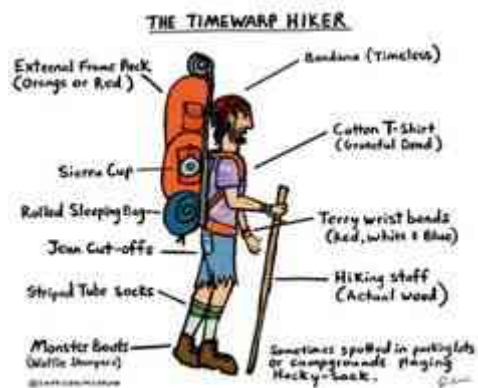 THE TIMEWARP HIKER
External Frame Pack
(Orange or Red)
Bandana (Timeless)
Cotton T-Shirt
(Grateful Dead)
Sierra Cup
Rolled Sleeping Bag
Terry wrist bands
(Red, White & Blue)
Jean Cut-offs
Hiking staff
(Actual wood)
Striped Tube Socks
Monster Boots
(Waffle Stompers)
Sometimes spotted in parking lots
or campgrounds playing
Hacky-Sack.